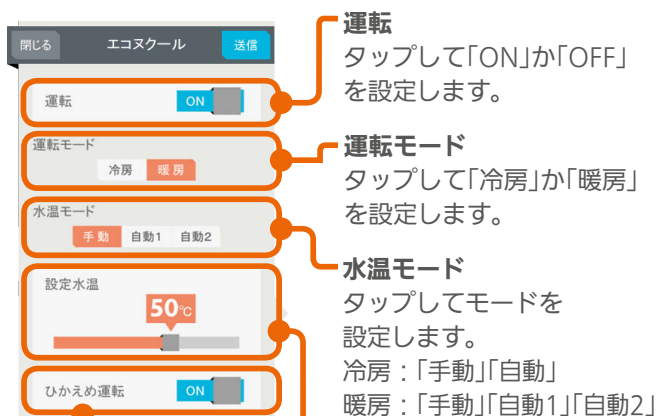 閉じる エコヌクール 送信
運転 ON
運転モード
冷房 暖房
水温モード
手動 自動1 自動2
設定水温
50℃
ひかえめ運転 ON
運転
タップして「ON」か「OFF」
を設定します。
運転モード
タップして「冷房」か「暖房」
を設定します。
水温モード
タップしてモードを
設定します。
冷房：「手動」「自動」
暖房：「手動」「自動1」「自動2」